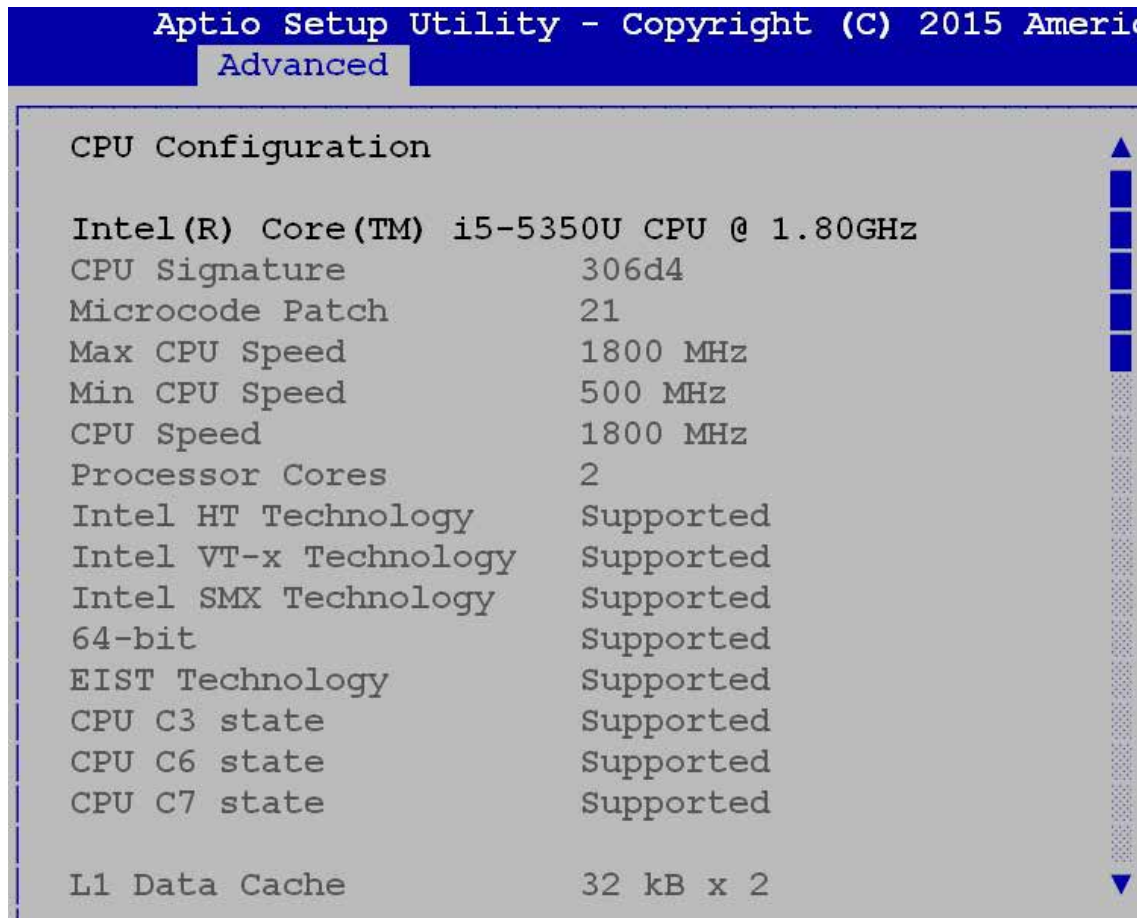 Aptio Setup Utility - Copyright (C) 2015
Advanced
CPU Configuration
Intel(R) Core(TM) i5-5350U CPU @ 1.80GHz
CPU Signature 306d4
Microcode Patch 21
Max CPU Speed 1800 MHz
Min CPU Speed 500 MHz
CPU Speed 1800 MHz
Processor Cores 2
Intel HT Technology Supported
Intel VT-x Technology Supported
Intel SMX Technology Supported
64-bit Supported
EIST Technology Supported
CPU C3 state Supported
CPU C6 state Supported
CPU C7 state Supported
L1 Data Cache 32 kB x 2